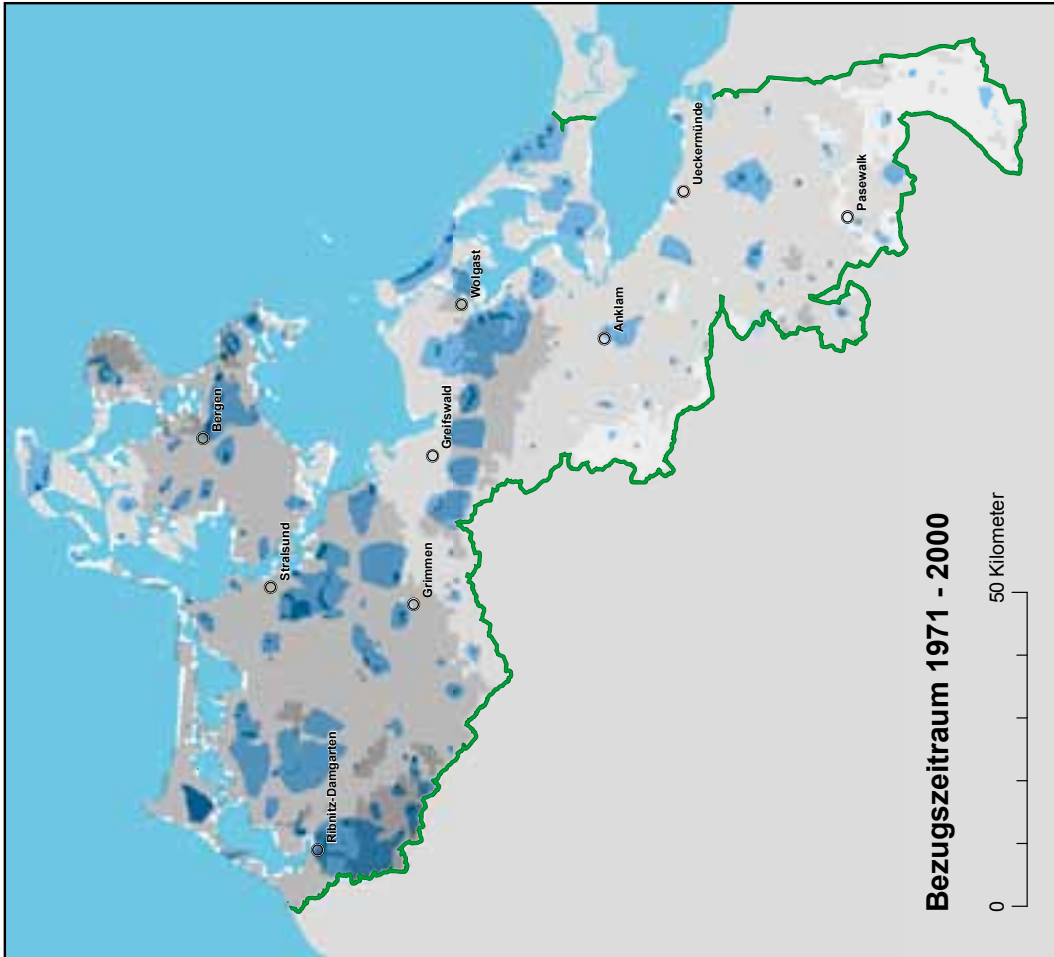 Bergen
Stralsund
Ribnitz-Damgarten
Grimmen
Greifswald
Wolgast
Anklam
Ueckermünde
Pasewalk
Bezugszeitraum 1971 - 2000
0 50 Kilometer